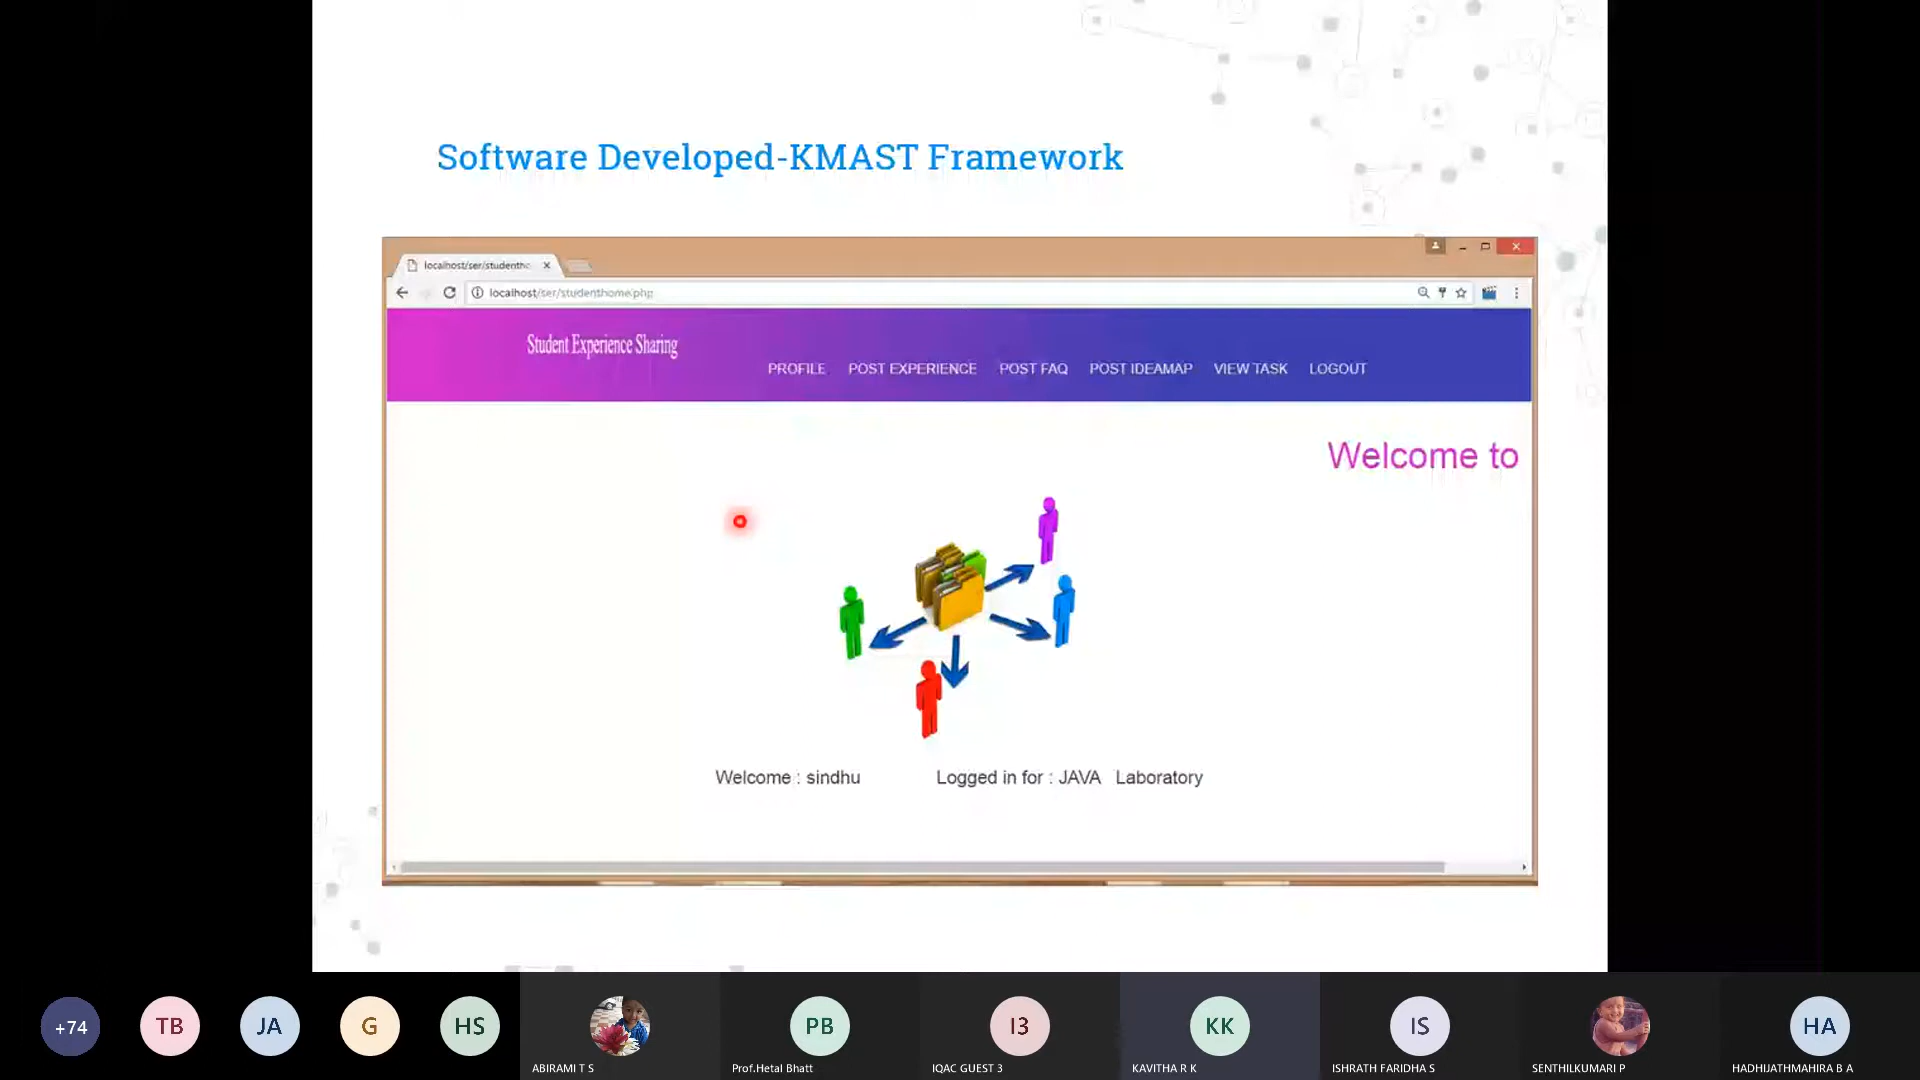 Software Developed-KMAST Framework
localhost/ser/studenthc
localhost/ser/studenthome.php
Student Experience Sharing
PROFILE POST EXPERIENCE POST FAQ POST IDEAMAP VIEW TASK LOGOUT
Welcome to
Welcome : sindhu Logged in for : JAVA Laboratory
+74 TB JA G HS PB I3 KK IS HA
ABIRAMI T S Prof.Hetal Bhatt IQAC GUEST 3 KAVITHA R K ISHRATH FARIDHA S SENTHILKUMARI P HADHIJATHMAHIRA B A